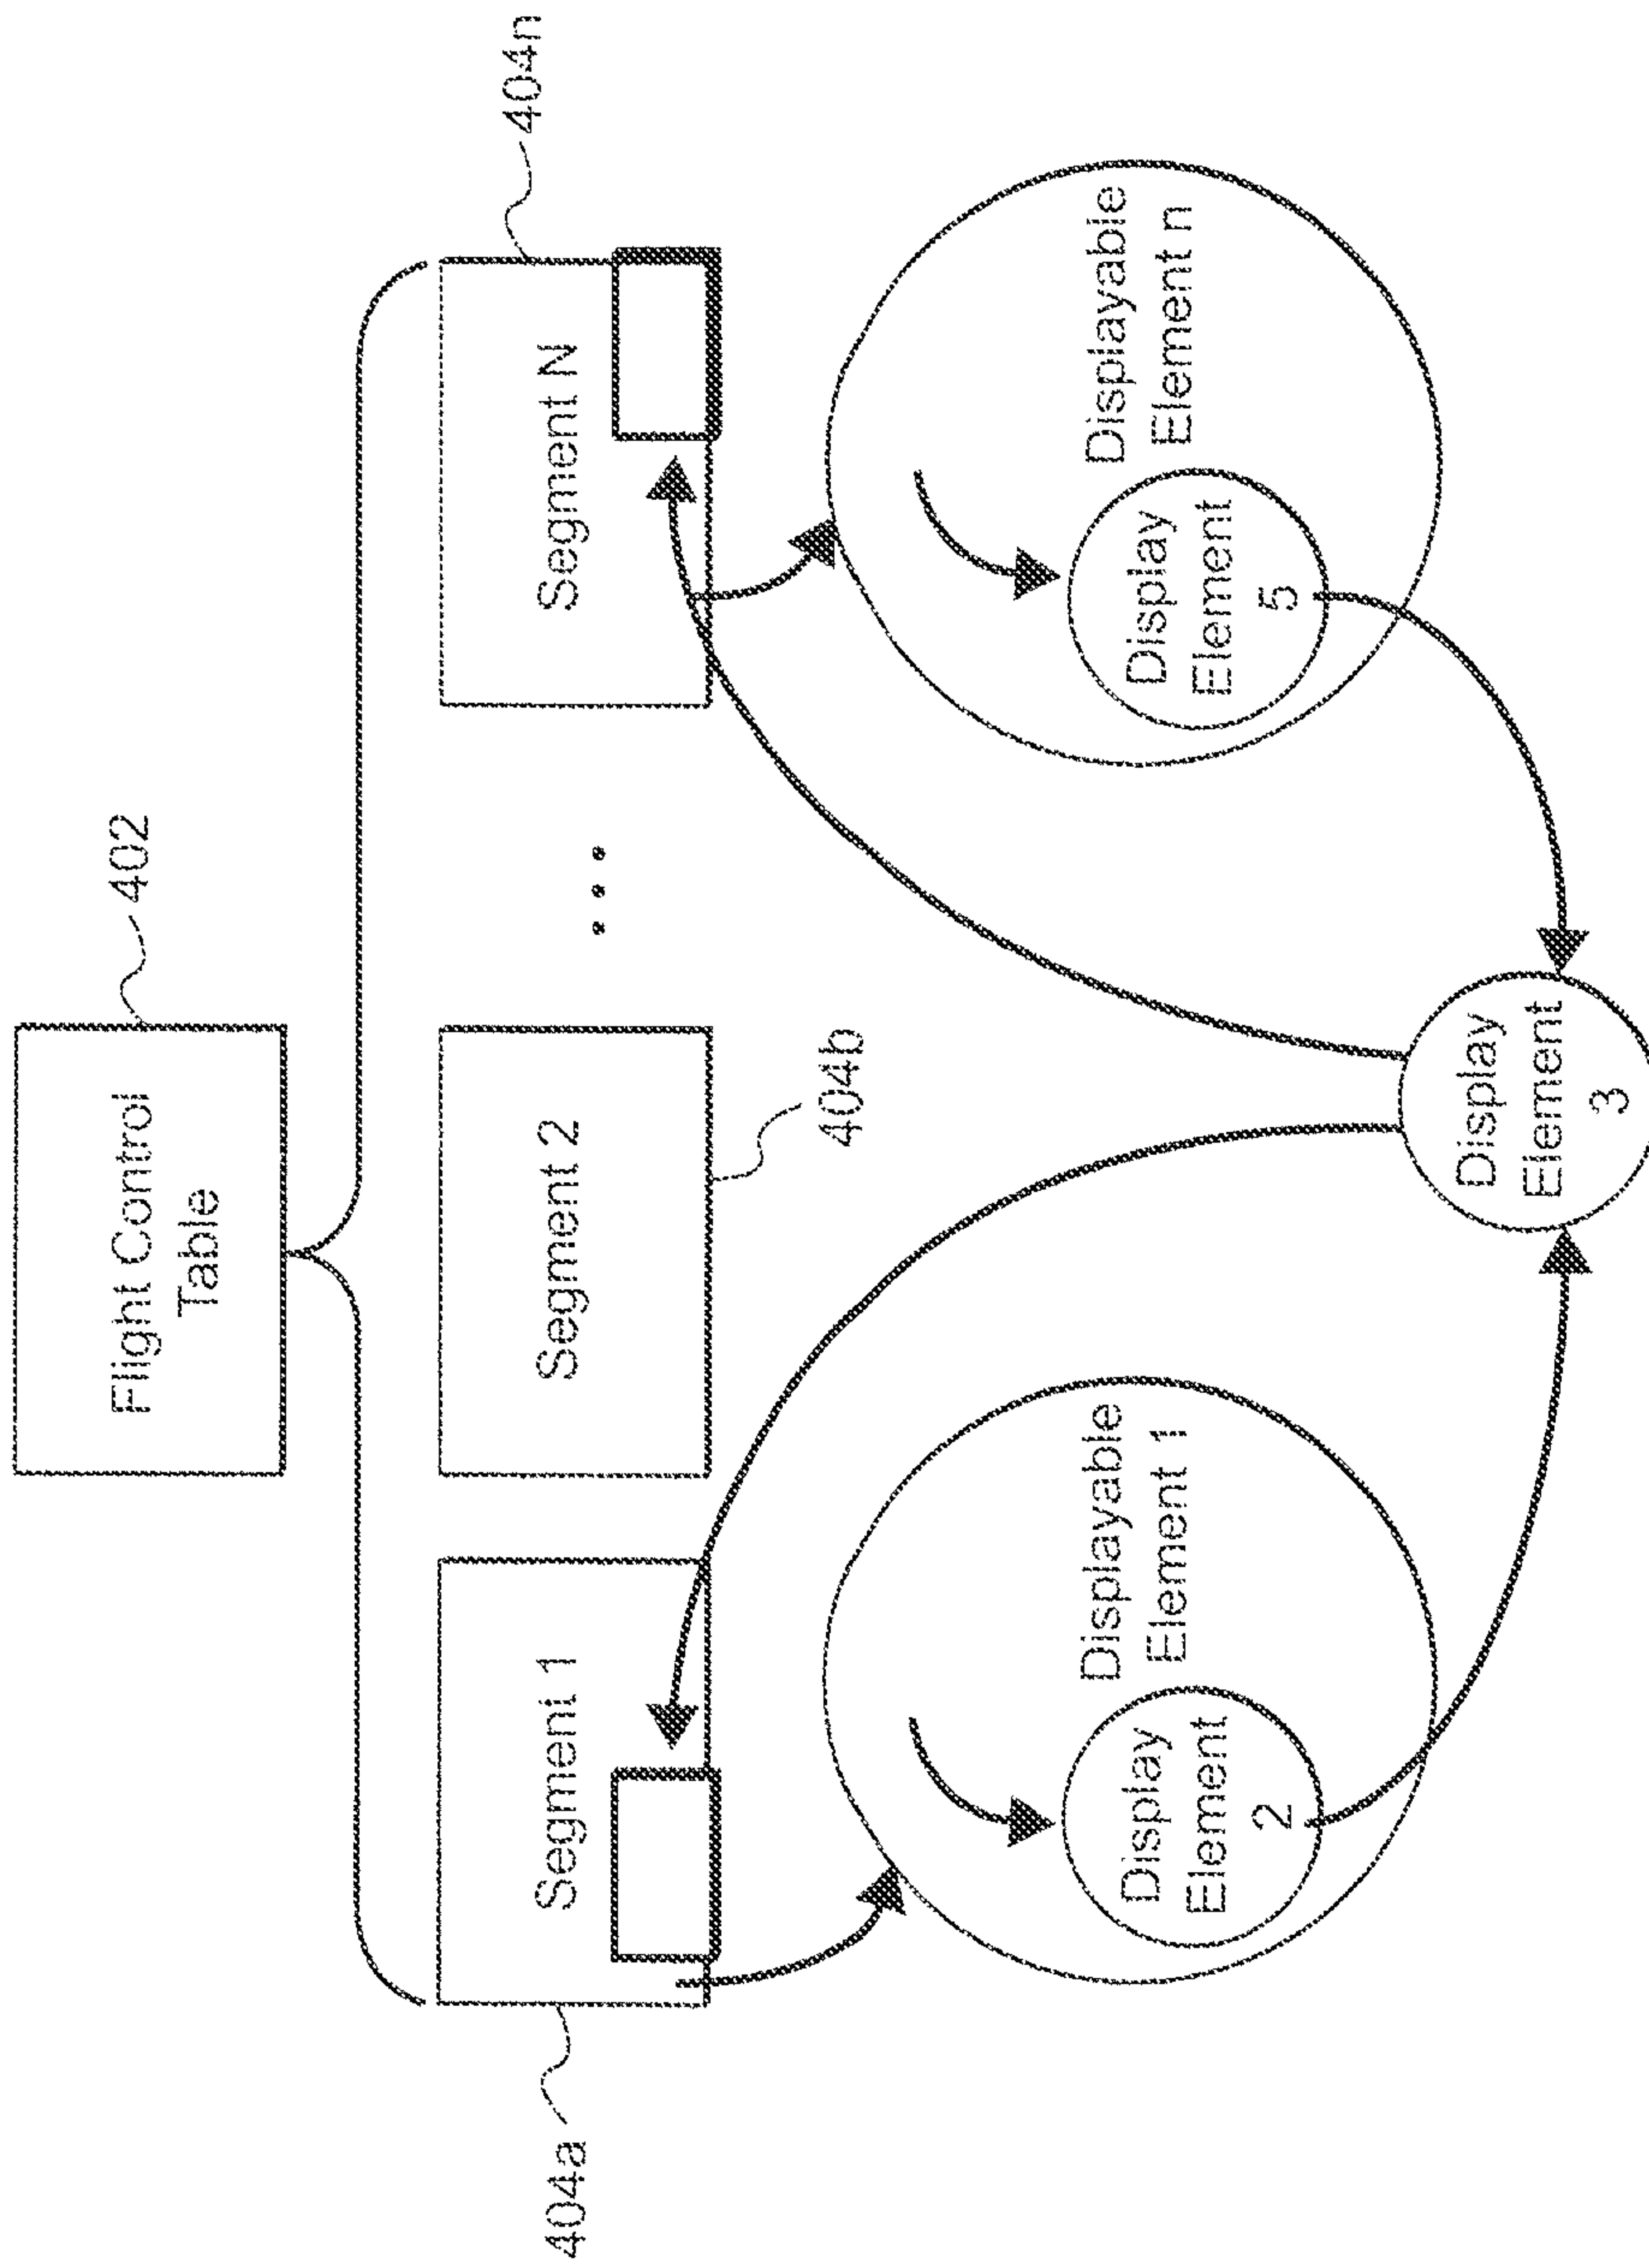 Flight Control
Table
402
Segment 1
Segment 2
...
Segment N
404a
404b
404n
Displayable
Element 1
Display
Element
2
Displayable
Element n
Display
Element
5
Display
Element
3